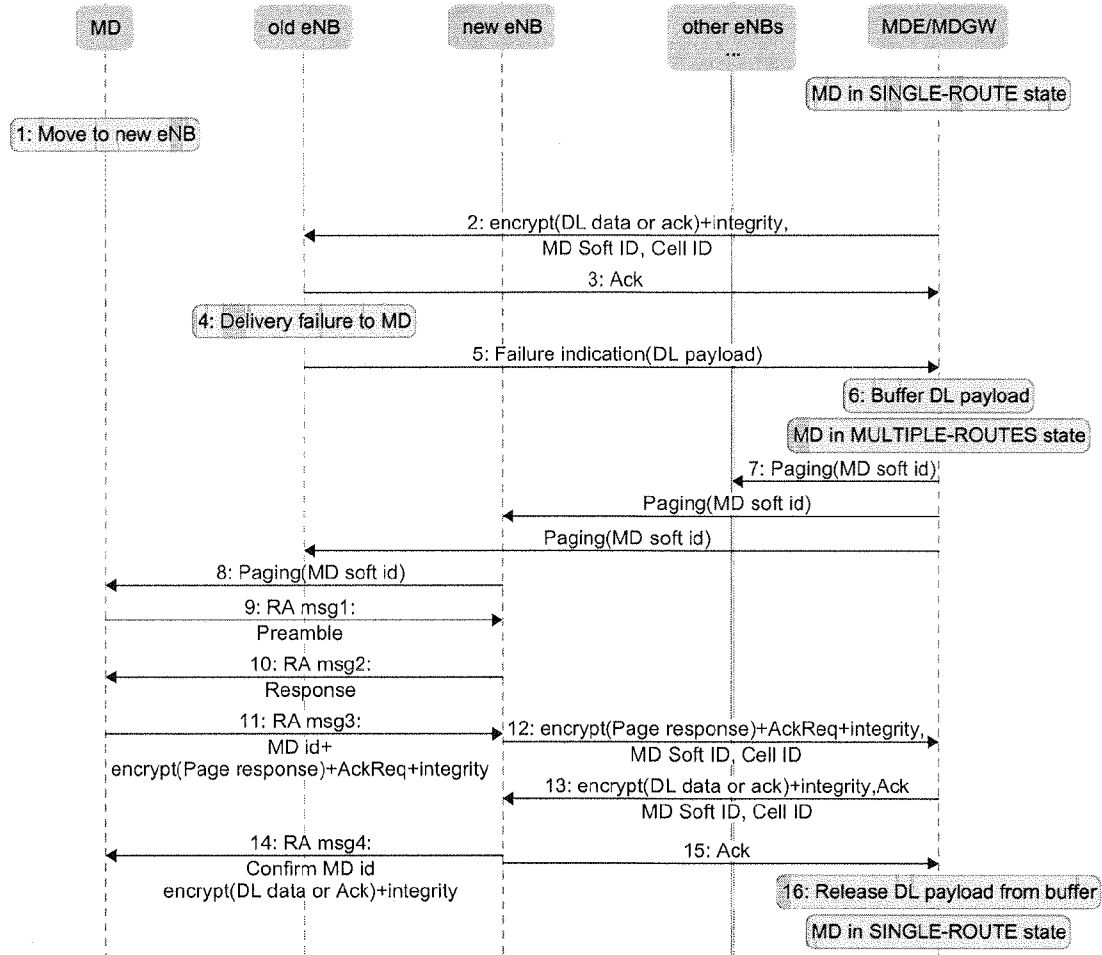 MD
old eNB
new eNB
other eNBs
...
MDE/MDGW
MD in SINGLE-ROUTE state
1: Move to new eNB
2: encrypt(DL data or ack)+integrity,
MD Soft ID, Cell ID
3: Ack
4: Delivery failure to MD
5: Failure indication(DL payload)
6: Buffer DL payload
MD in MULTIPLE-ROUTES state
7: Paging(MD soft id)
Paging(MD soft id)
Paging(MD soft id)
8: Paging(MD soft id)
9: RA msg1:
Preamble
10: RA msg2:
Response
11: RA msg3:
MD id+
encrypt(Page response)+AckReq+integrity
12: encrypt(Page response)+AckReq+integrity,
MD Soft ID, Cell ID
13: encrypt(DL data or ack)+integrity,Ack
MD Soft ID, Cell ID
14: RA msg4:
Confirm MD id
encrypt(DL data or Ack)+integrity
15: Ack
16: Release DL payload from buffer
MD in SINGLE-ROUTE state